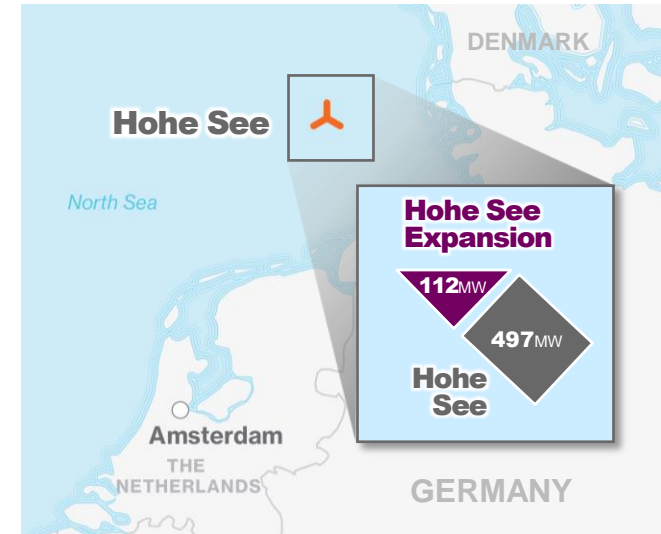 DENMARK
Hohe See
North Sea
Hohe See
Expansion
112MW
497MW
Hohe
See
Amsterdam
THE
NETHERLANDS
GERMANY